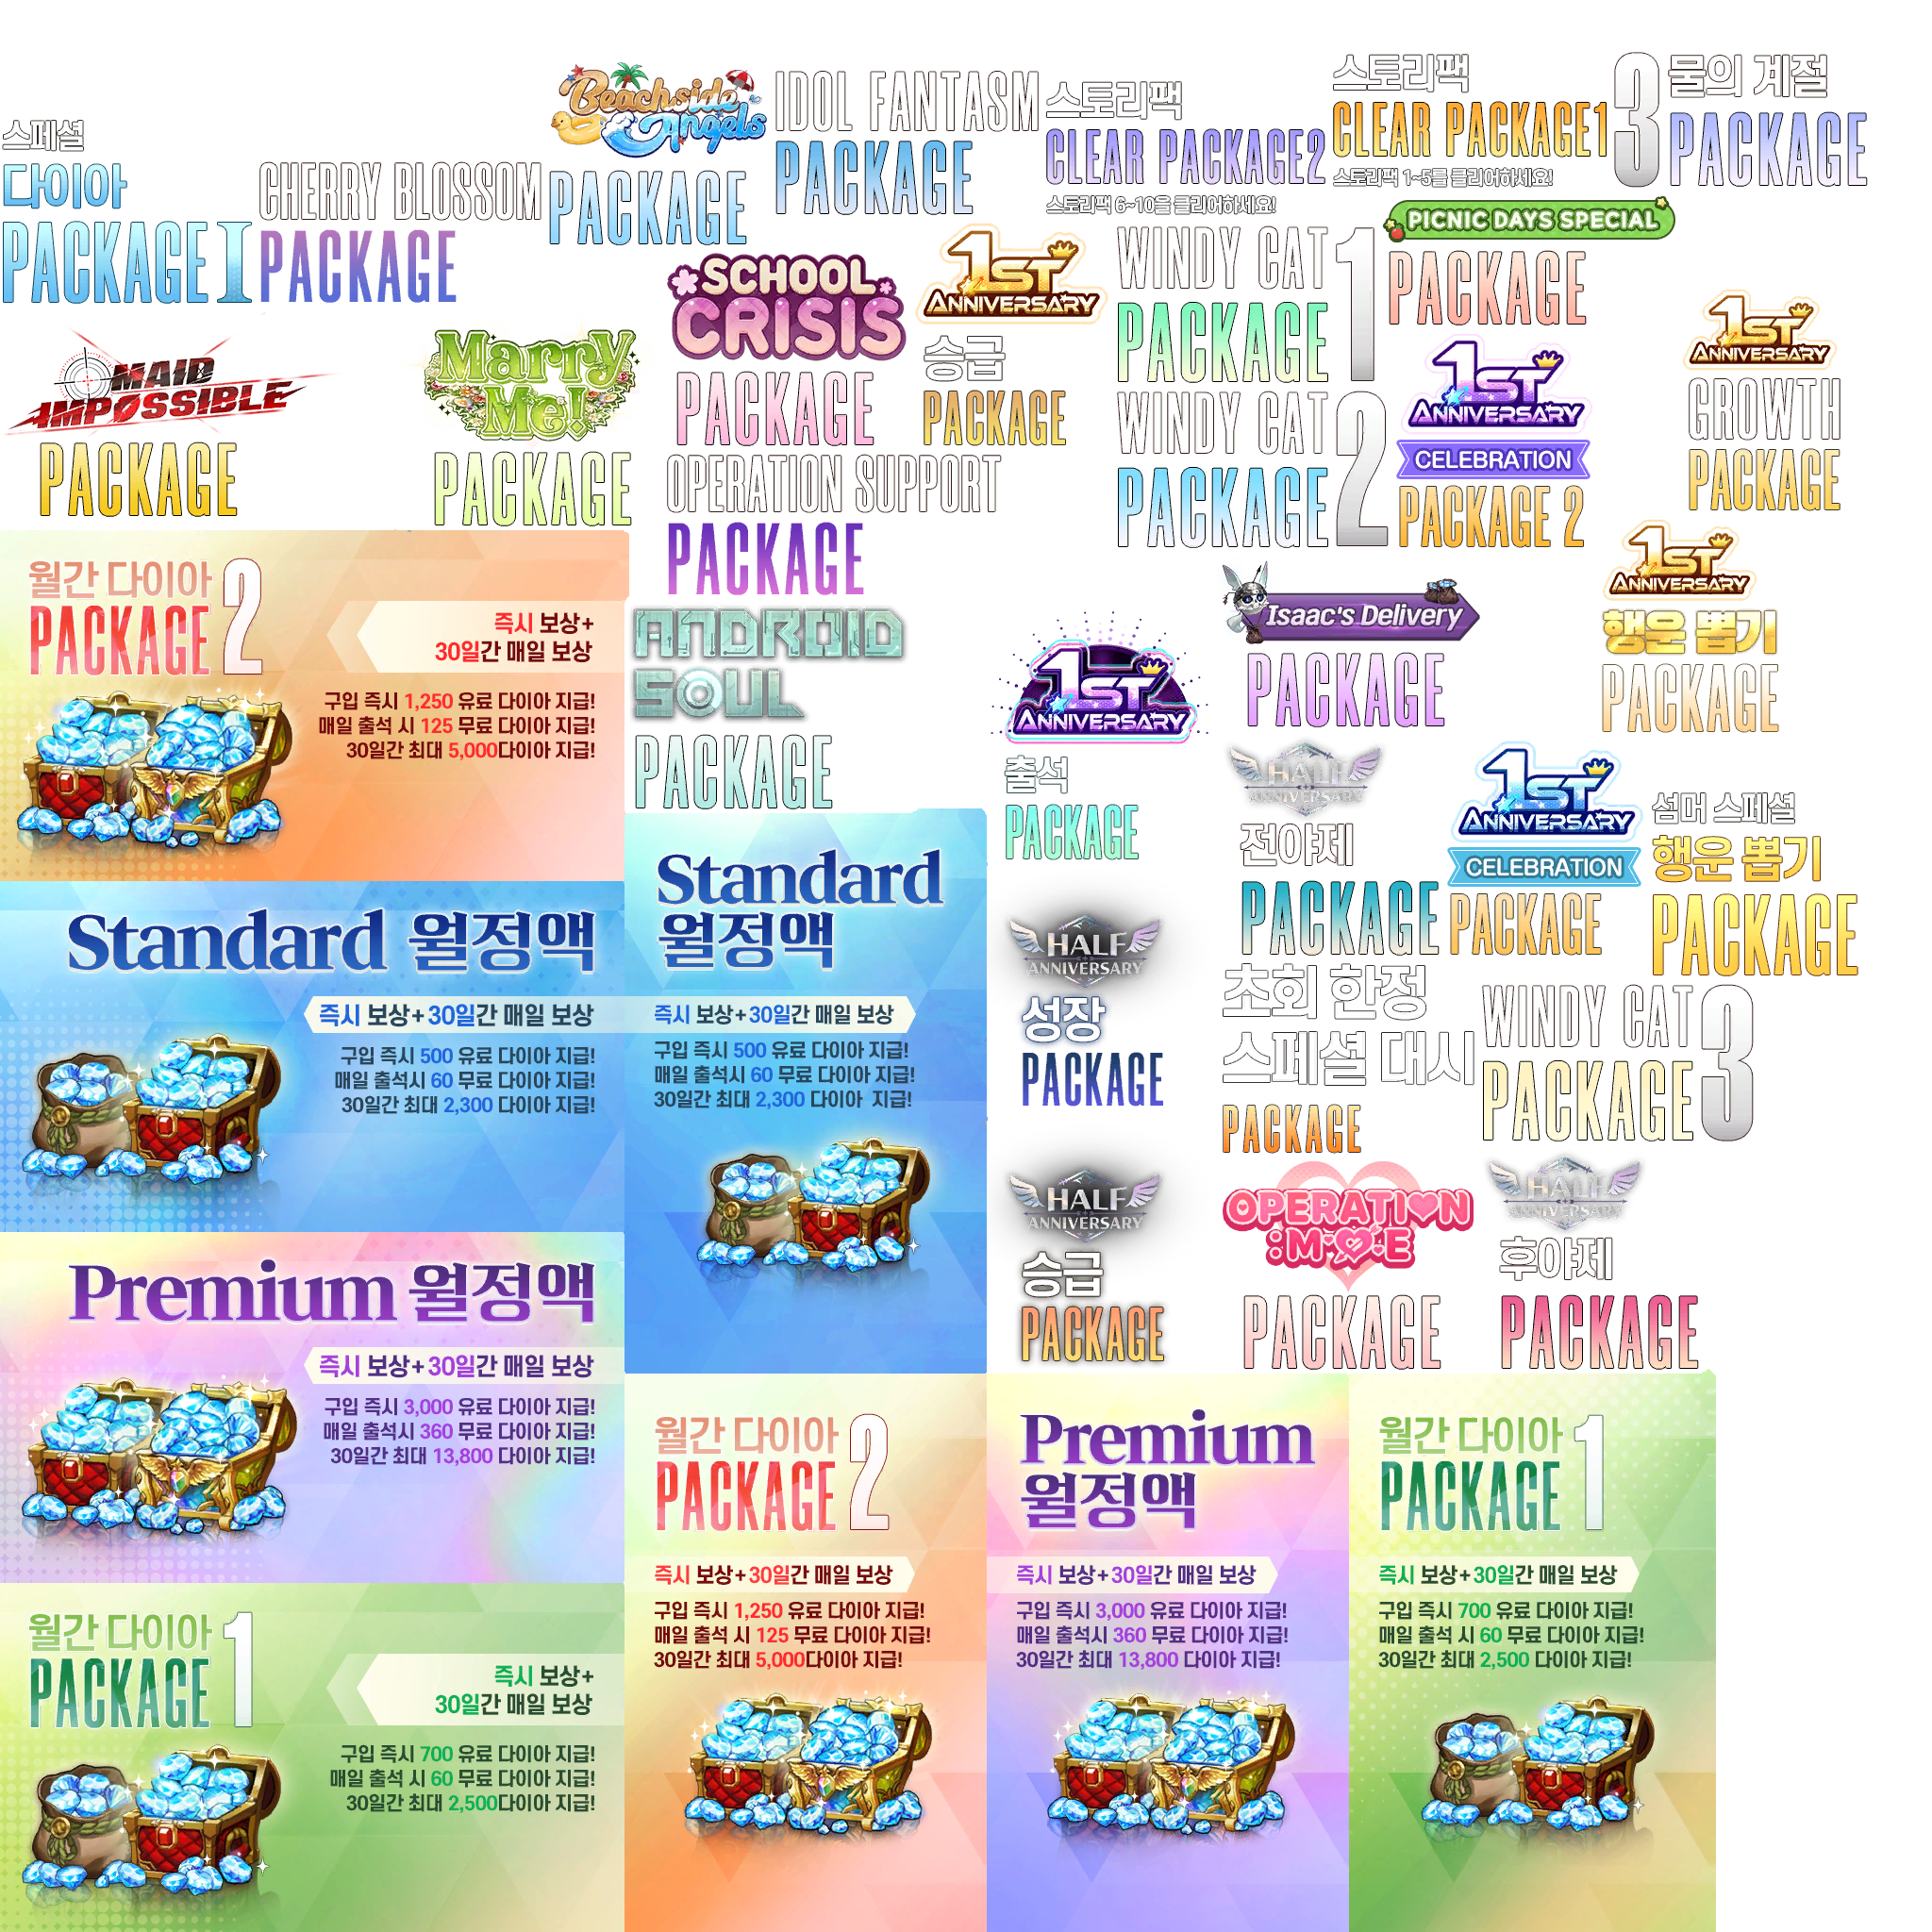 스페셜
다이아
PACKAGE I
CHERRY BLOSSOM
PACKAGE
Beachside
Angels
PACKAGE
IDOL FANTASM
PACKAGE
스토리팩
CLEAR PACKAGE2
스토리팩 6~10을 클리어하세요!
스토리팩
CLEAR PACKAGE1
스토리팩 1~5를 클리어하세요!
3
물의 계절
PACKAGE
MAID
IMPOSSIBLE
PACKAGE
Marry
Me!
PACKAGE
SCHOOL
CRISIS
PACKAGE
1ST
ANNIVERSARY
승급
PACKAGE
WINDY CAT
PACKAGE 1
WINDY CAT
PACKAGE 2
PICNIC DAYS SPECIAL
PACKAGE
1ST
ANNIVERSARY
CELEBRATION
PACKAGE 2
1ST
ANNIVERSARY
GROWTH
PACKAGE
OPERATION SUPPORT
PACKAGE
ANDROID
SOUL
PACKAGE
1ST
ANNIVERSARY
출석
PACKAGE
Isaac's Delivery
PACKAGE
1ST
ANNIVERSARY
행운 뽑기
PACKAGE
HALF
ANNIVERSARY
전야제
PACKAGE
1ST
ANNIVERSARY
CELEBRATION
PACKAGE
섬머 스페셜
행운 뽑기
PACKAGE
HALF
ANNIVERSARY
성장
PACKAGE
초회 한정
스페셜 대시
PACKAGE
WINDY CAT
PACKAGE 3
HALF
ANNIVERSARY
승급
PACKAGE
OPERATION
:MOE
PACKAGE
HALF
ANNIVERSARY
후야제
PACKAGE
월간 다이아
PACKAGE 2
즉시 보상+
30일간 매일 보상
구입 즉시 1,250 유료 다이아 지급!
매일 출석 시 125 무료 다이아 지급!
30일간 최대 5,000다이아 지급!
Standard 월정액
즉시 보상+30일간 매일 보상
구입 즉시 500 유료 다이아 지급!
매일 출석시 60 무료 다이아 지급!
30일간 최대 2,300 다이아 지급!
Standard
월정액
즉시 보상+30일간 매일 보상
구입 즉시 500 유료 다이아 지급!
매일 출석시 60 무료 다이아 지급!
30일간 최대 2,300 다이아 지급!
Premium 월정액
즉시 보상+30일간 매일 보상
구입 즉시 3,000 유료 다이아 지급!
매일 출석시 360 무료 다이아 지급!
30일간 최대 13,800 다이아 지급!
월간 다이아
PACKAGE 1
즉시 보상+
30일간 매일 보상
구입 즉시 700 유료 다이아 지급!
매일 출석 시 60 무료 다이아 지급!
30일간 최대 2,500다이아 지급!
월간 다이아
PACKAGE 2
즉시 보상+30일간 매일 보상
구입 즉시 1,250 유료 다이아 지급!
매일 출석 시 125 무료 다이아 지급!
30일간 최대 5,000다이아 지급!
Premium
월정액
즉시 보상+30일간 매일 보상
구입 즉시 3,000 유료 다이아 지급!
매일 출석시 360 무료 다이아 지급!
30일간 최대 13,800 다이아 지급!
월간 다이아
PACKAGE 1
즉시 보상+30일간 매일 보상
구입 즉시 700 유료 다이아 지급!
매일 출석 시 60 무료 다이아 지급!
30일간 최대 2,500 다이아 지급!